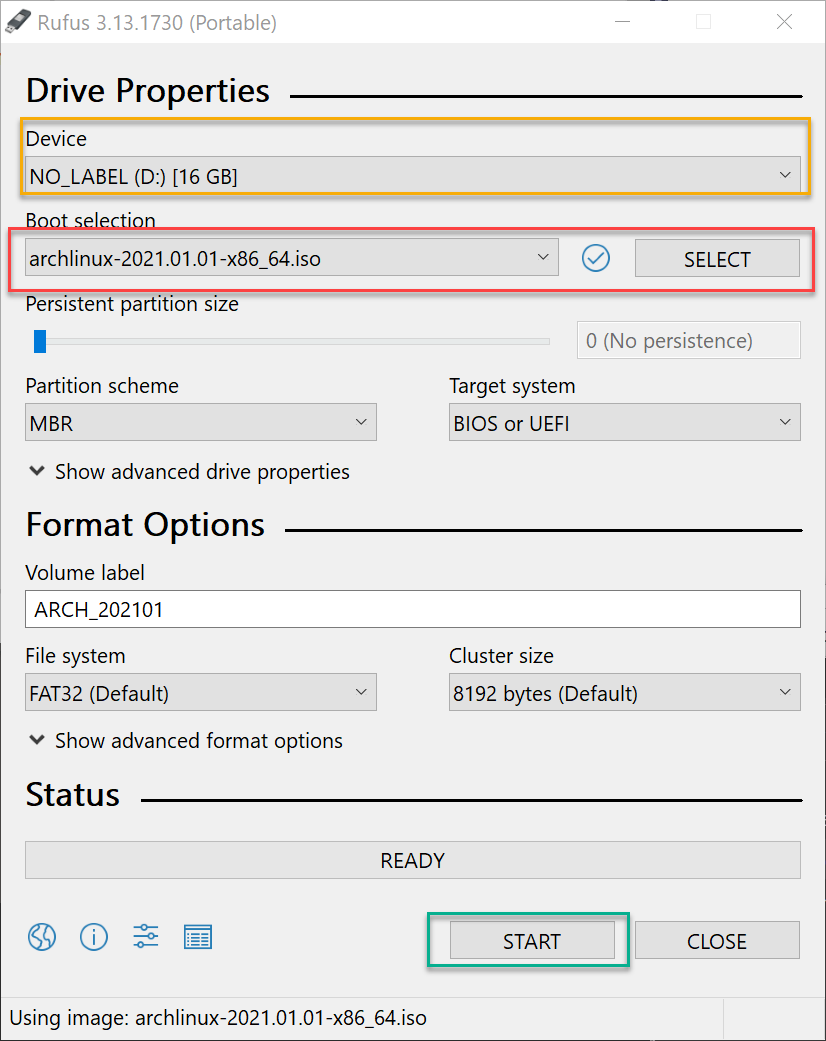 Rufus 3.13.1730 (Portable)
Drive Properties
Device
NO_LABEL (D:) [16 GB]
Boot selection
archlinux-2021.01.01-x86_64.iso
SELECT
Persistent partition size
0 (No persistence)
Partition scheme
Target system
MBR
BIOS or UEFI
Show advanced drive properties
Format Options
Volume label
ARCH_202101
File system
Cluster size
FAT32 (Default)
8192 bytes (Default)
Show advanced format options
Status
READY
START
CLOSE
Using image: archlinux-2021.01.01-x86_64.iso